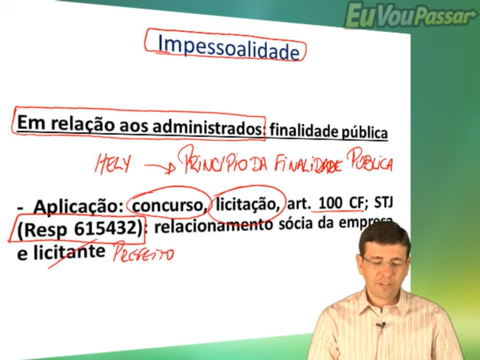 EuVouPassar
Impessoalidade
Em relação aos administrados: finalidade pública
HELY → PRINCÍPIO DA FINALIDADE PÚBLICA
- Aplicação: concurso, licitação, art. 100 CF; STJ
(Resp 615432): relacionamento sócia da empresa
e licitante PREFEITO